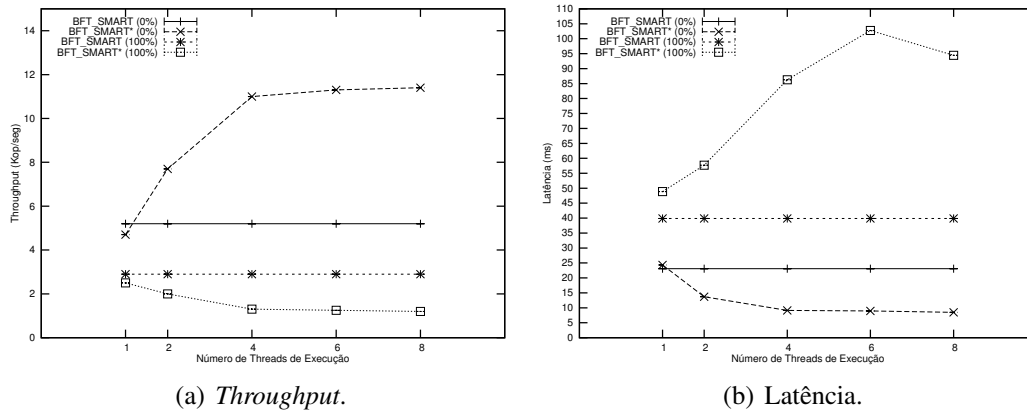 BFT_SMART (0%)
BFT_SMART* (0%)
BFT_SMART (100%)
BFT_SMART* (100%)
14
12
10
8
6
4
2
0
Throughput (Kop/seg)
1 2 4 6 8
Número de Threads de Execução
(a) Throughput.
BFT_SMART (0%)
BFT_SMART* (0%)
BFT_SMART (100%)
BFT_SMART* (100%)
110
105
100
95
90
85
80
75
70
65
60
55
50
45
40
35
30
25
20
15
10
5
0
Latência (ms)
1 2 4 6 8
Número de Threads de Execução
(b) Latência.